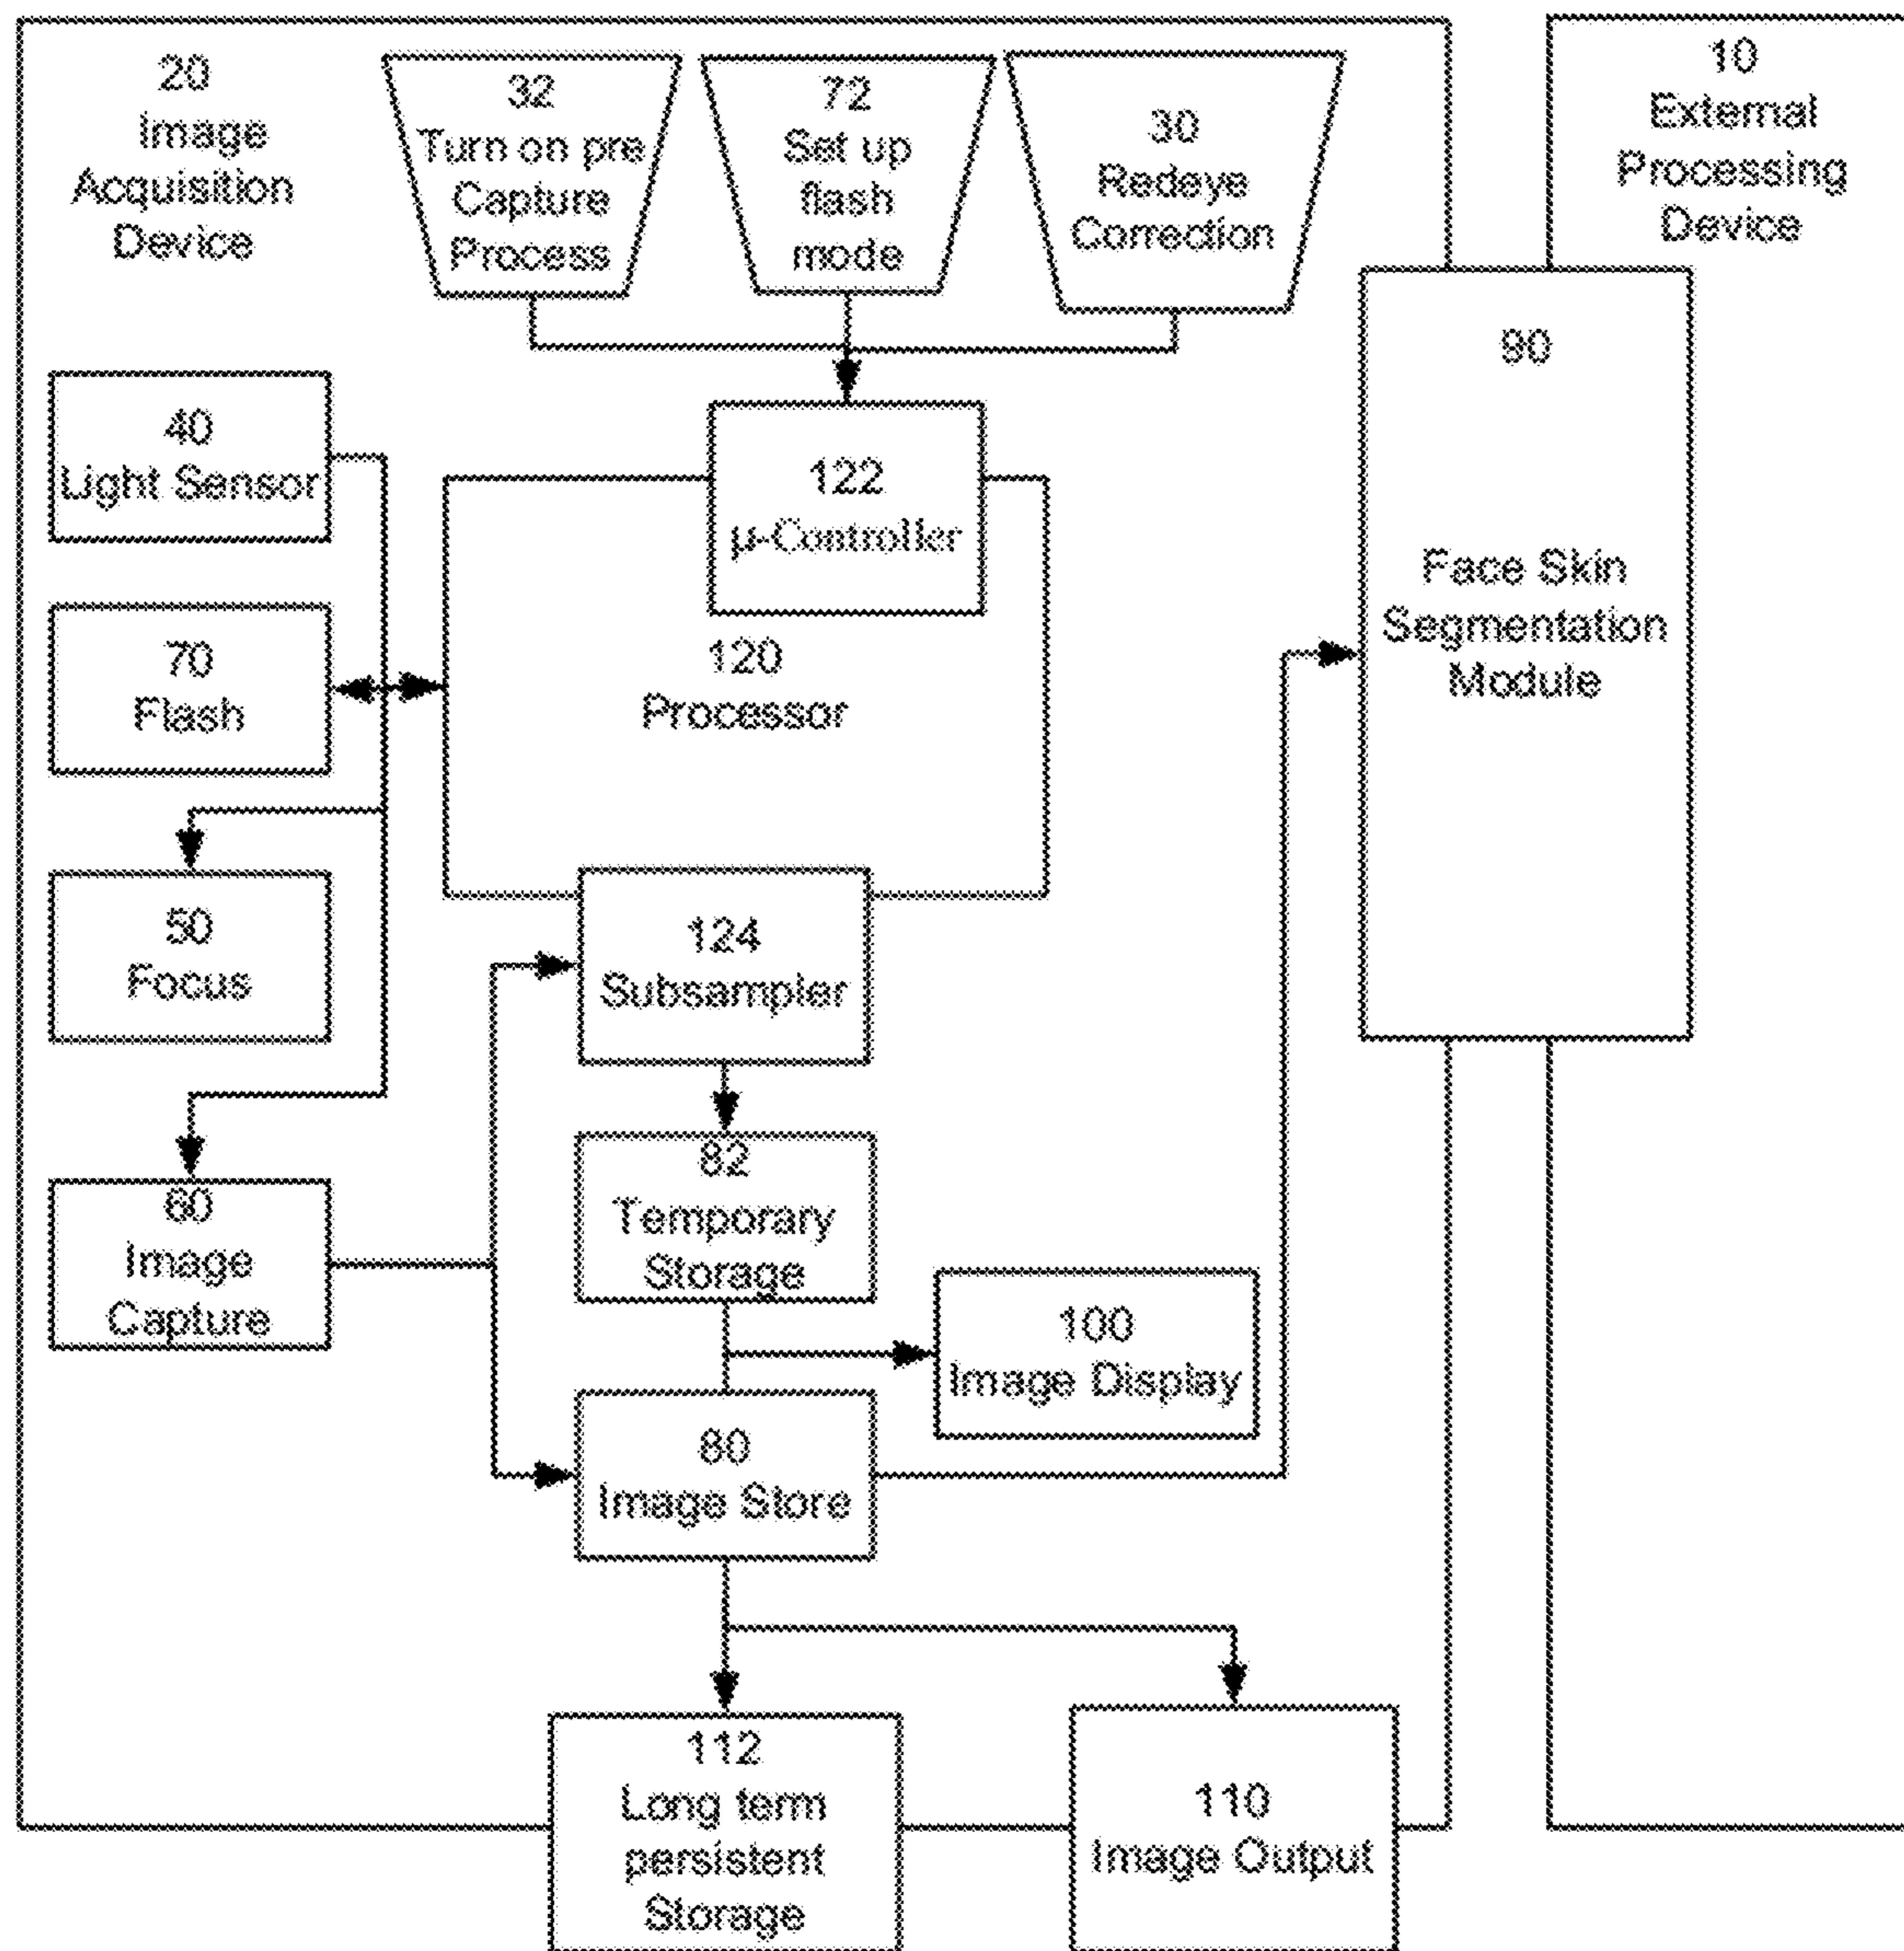 20
Image
Acquisition
Device
32
Turn on pre
Capture
Process
72
Set up
flash
mode
30
Redeye
Correction
10
External
Processing
Device
90
Face Skin
Segmentation
Module
40
Light Sensor
122
μ-Controller
70
Flash
120
Processor
50
Focus
124
Subsampler
82
Temporary
Storage
60
Image
Capture
100
Image Display
80
Image Store
112
Long term
persistent
Storage
110
Image Output